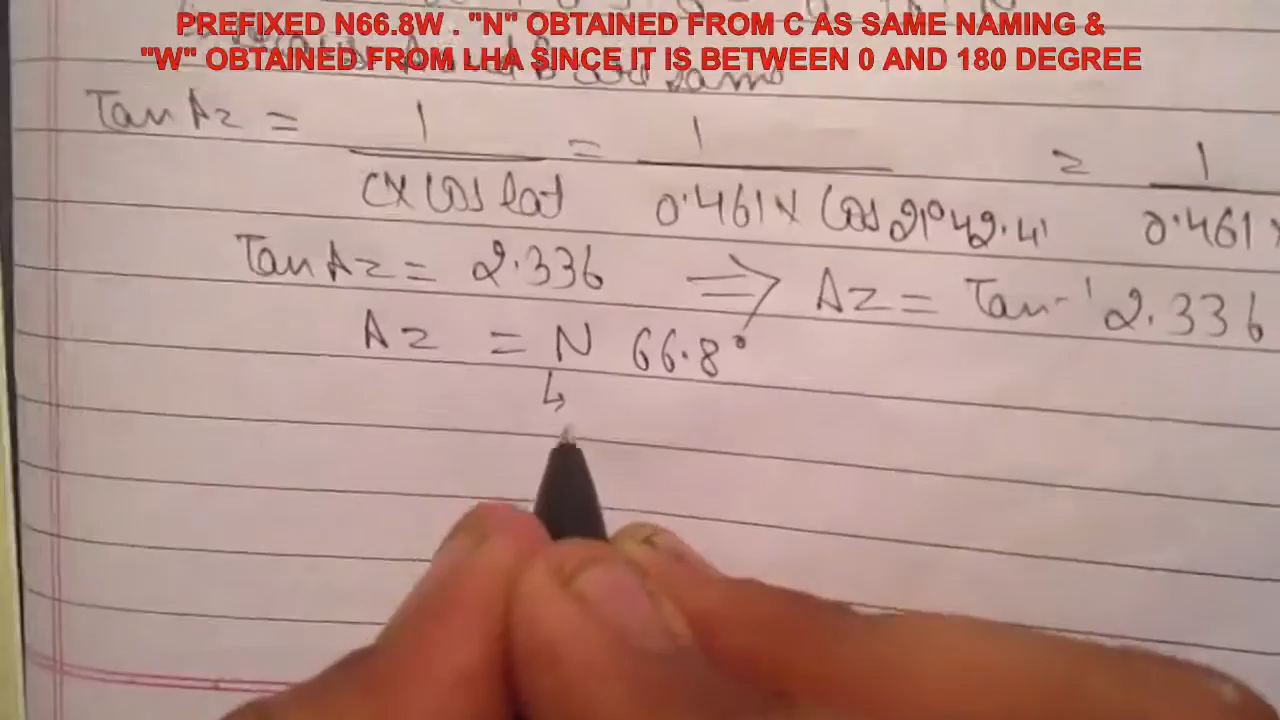 PREFIXED N66.8W . "N" OBTAINED FROM C AS SAME NAMING &
"W" OBTAINED FROM LHA SINCE IT IS BETWEEN 0 AND 180 DEGREE
same
Tan Az = 1 / C x Cos lat = 1 / 0.461 x Cos 21° 42.4' = 1 / 0.461 x
Tan Az = 2.336 ⇒ Az = Tan⁻¹ 2.336
Az = N 66.8°
↳